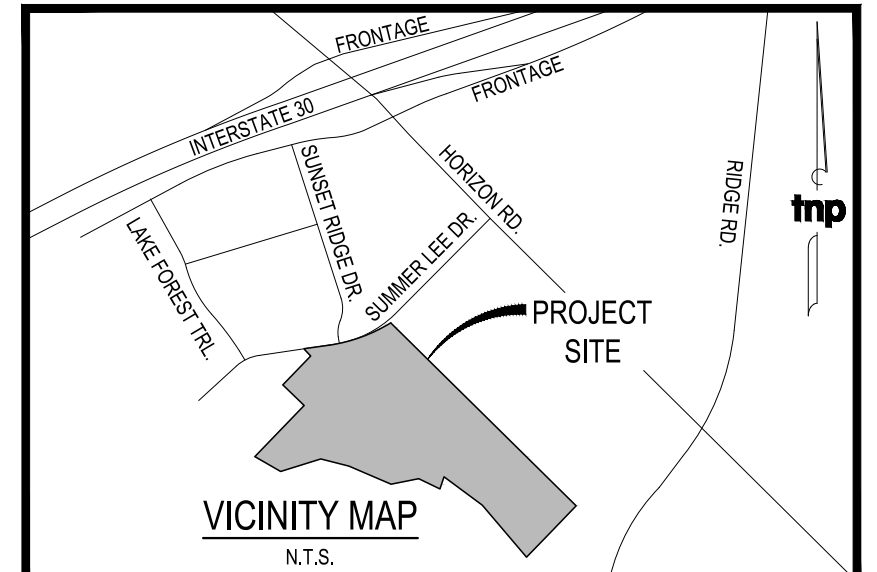 FRONTAGE
FRONTAGE
INTERSTATE 30
HORIZON RD.
RIDGE RD.
tnp
SUNSET RIDGE DR.
SUMMER LEE DR.
LAKE FOREST TRL.
PROJECT
SITE
VICINITY MAP
N.T.S.